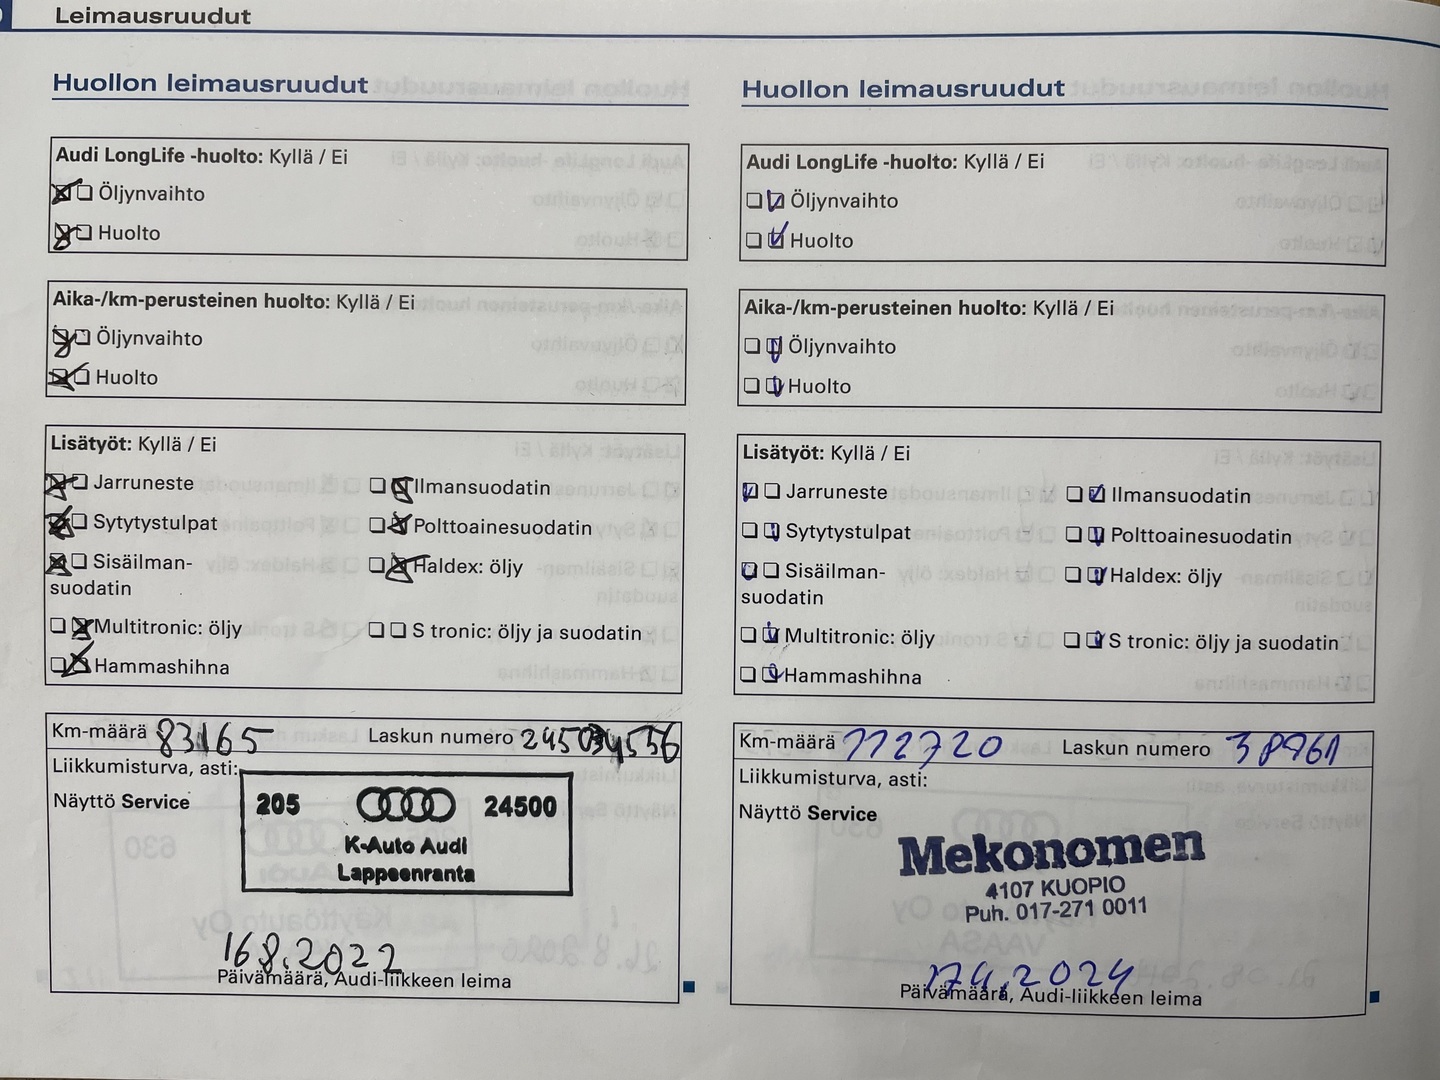 Leimausruudut
Huollon leimausruudut
Audi LongLife -huolto: Kyllä / Ei
Öljynvaihto
Huolto
Aika-/km-perusteinen huolto: Kyllä / Ei
Öljynvaihto
Huolto
Lisätyöt: Kyllä / Ei
Jarruneste
Ilmansuodatin
Sytytystulpat
Polttoainesuodatin
Sisäilman-
suodatin
Haldex: öljy
Multitronic: öljy
S tronic: öljy ja suodatin
Hammashihna
Km-määrä 83165 Laskun numero
Liikkumisturva, asti:
Näyttö Service
205 24500
K-Auto Audi
Lappeenranta
16.8.2022
Päivämäärä, Audi-liikkeen leima
Huollon leimausruudut
Audi LongLife -huolto: Kyllä / Ei
Öljynvaihto
Huolto
Aika-/km-perusteinen huolto: Kyllä / Ei
Öljynvaihto
Huolto
Lisätyöt: Kyllä / Ei
Jarruneste
Ilmansuodatin
Sytytystulpat
Polttoainesuodatin
Sisäilman-
suodatin
Haldex: öljy
Multitronic: öljy
S tronic: öljy ja suodatin
Hammashihna
Km-määrä 112720 Laskun numero 38961
Liikkumisturva, asti:
Näyttö Service
Mekonomen
4107 KUOPIO
Puh. 017-271 0011
17.4.2024
Päivämäärä, Audi-liikkeen leima